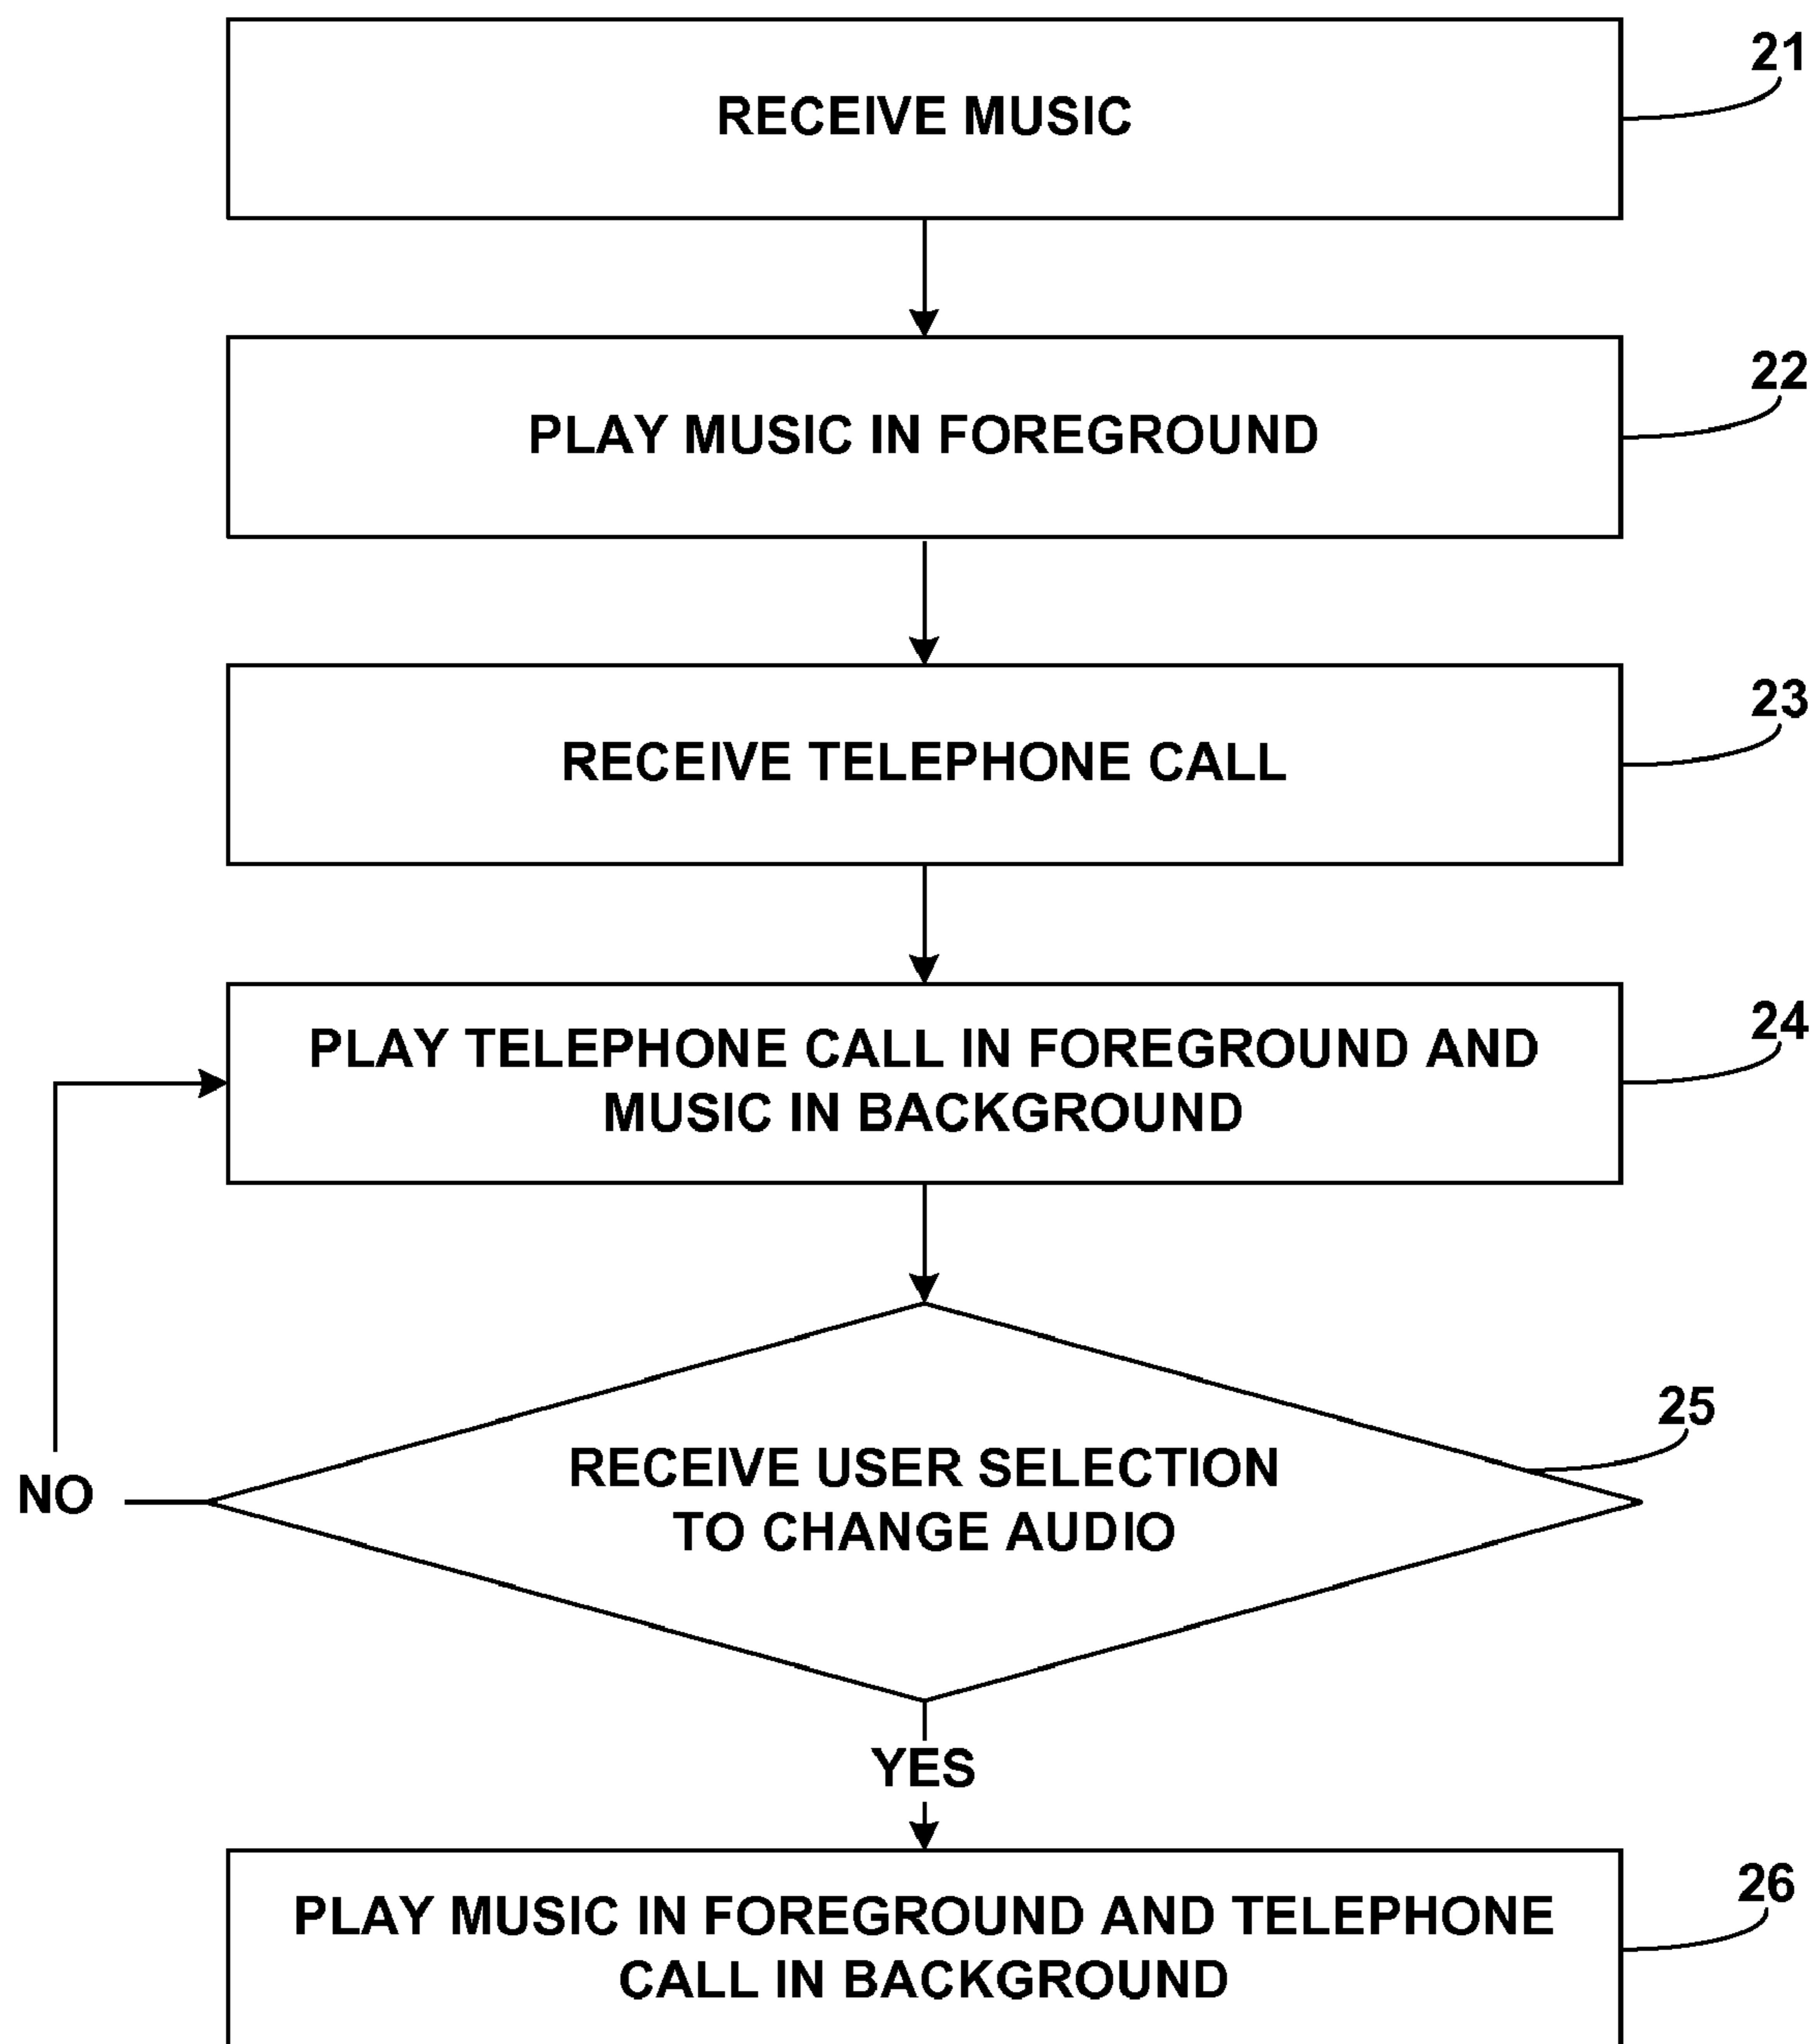 21
RECEIVE MUSIC
22
PLAY MUSIC IN FOREGROUND
23
RECEIVE TELEPHONE CALL
24
PLAY TELEPHONE CALL IN FOREGROUND AND
MUSIC IN BACKGROUND
25
RECEIVE USER SELECTION
TO CHANGE AUDIO
NO
YES
26
PLAY MUSIC IN FOREGROUND AND TELEPHONE
CALL IN BACKGROUND